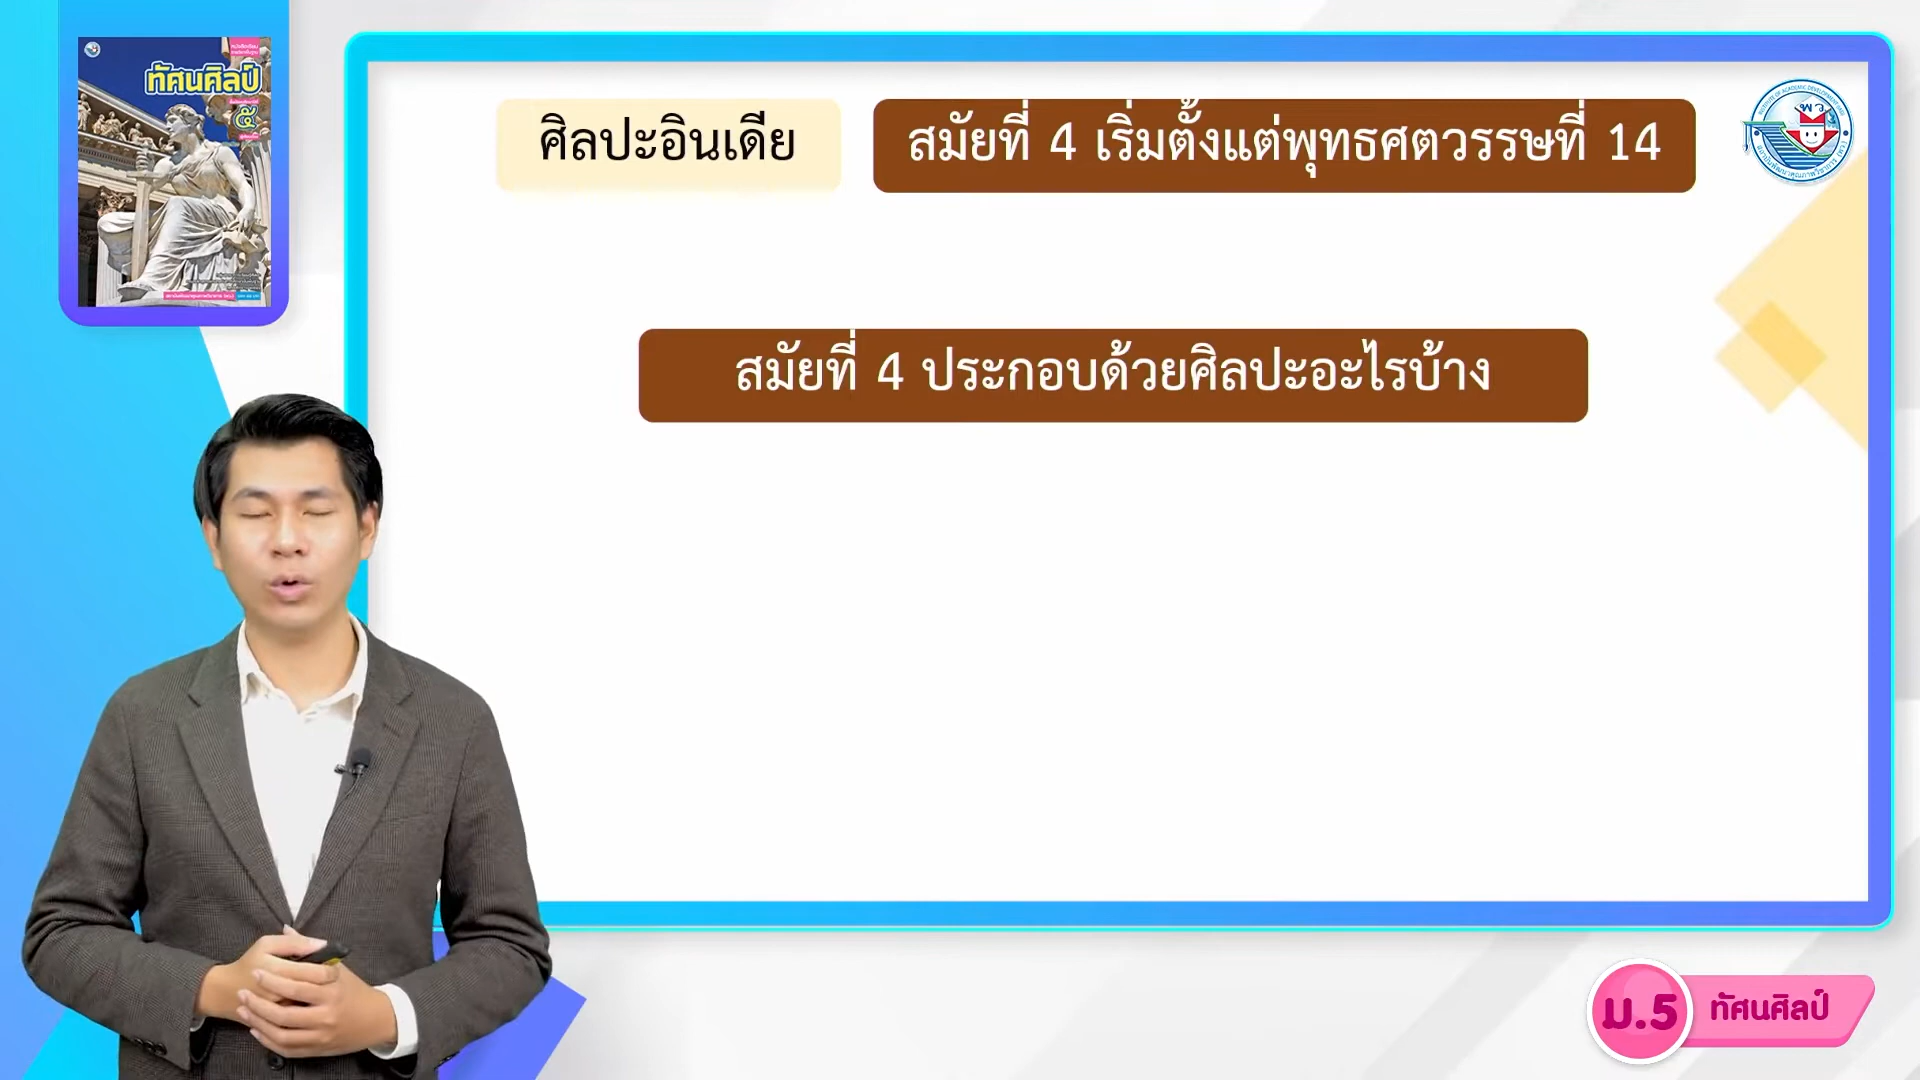 ทัศนศิลป์
๕
ศิลปะอินเดีย
สมัยที่ 4 เริ่มตั้งแต่พุทธศตวรรษที่ 14
พว
สมัยที่ 4 ประกอบด้วยศิลปะอะไรบ้าง
ม.5
ทัศนศิลป์